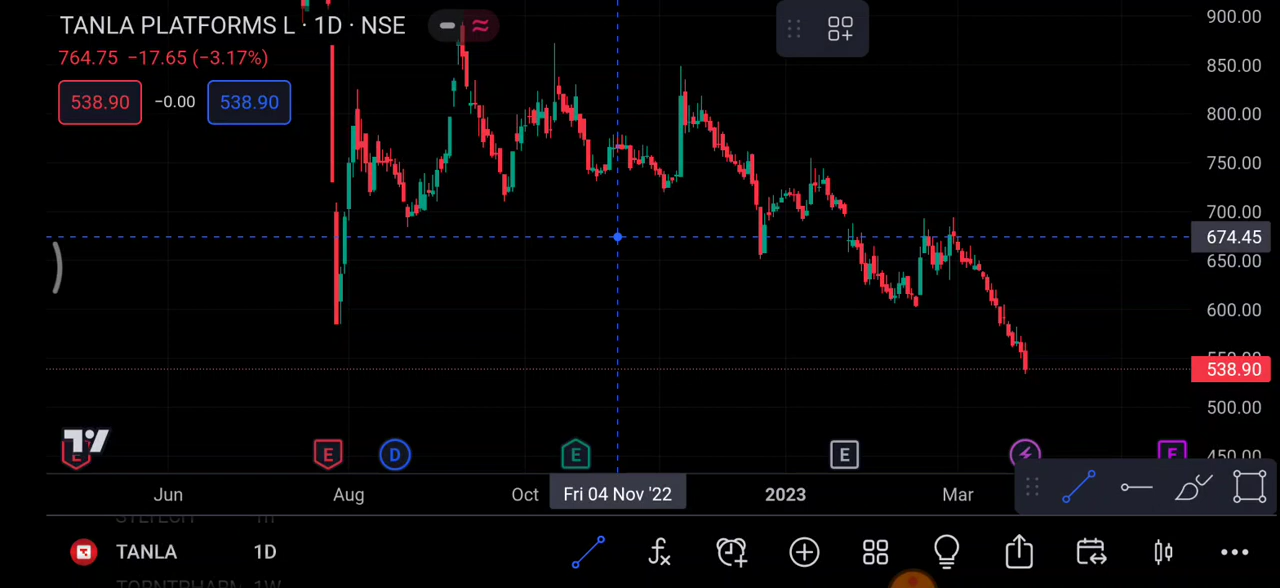 TANLA PLATFORMS L · 1D · NSE
764.75 −17.65 (−3.17%)
538.90 −0.00 538.90
900.00
850.00
800.00
750.00
700.00
674.45
650.00
600.00
550.00
538.90
500.00
450.00
E E D E E E
Jun Aug Oct Fri 04 Nov '22 2023 Mar
STLTECH 1h
TANLA 1D
TORNTPHARM 1W